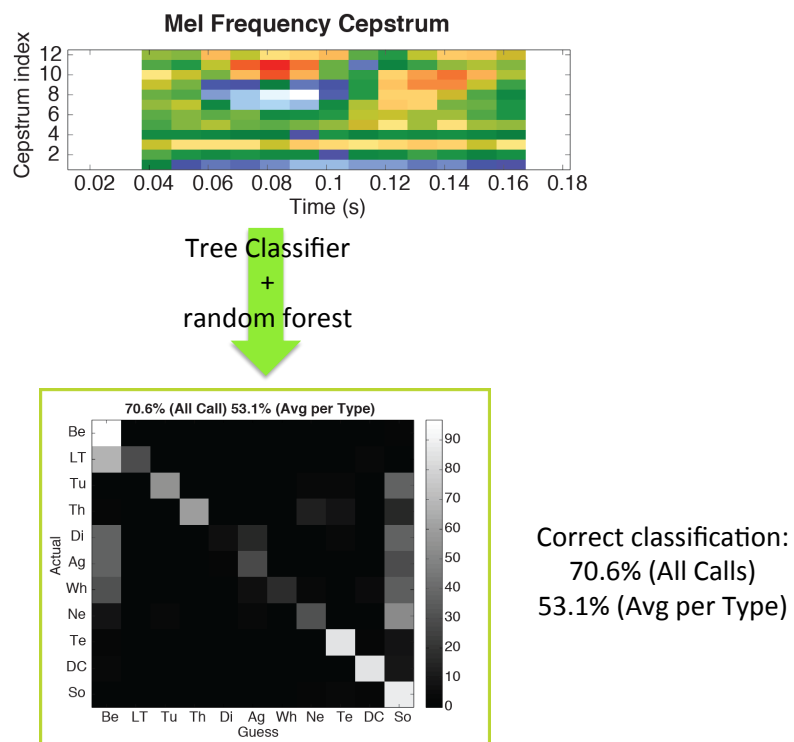 Mel Frequency Cepstrum
Cepstrum index
12
10
8
6
4
2
0.02 0.04 0.06 0.08 0.1 0.12 0.14 0.16 0.18
Time (s)
Tree Classifier
+
random forest
70.6% (All Call) 53.1% (Avg per Type)
Actual
Be
LT
Tu
Th
Di
Ag
Wh
Ne
Te
DC
So
90
80
70
60
50
40
30
20
10
0
Be LT Tu Th Di Ag Wh Ne Te DC So
Guess
Correct classification:
70.6% (All Calls)
53.1% (Avg per Type)